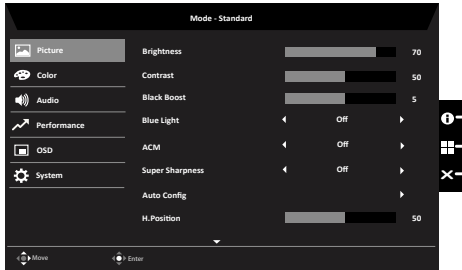 Mode - Standard
Picture
Color
Audio
Performance
OSD
System
Brightness 70
Contrast 50
Black Boost 5
Blue Light Off
ACM Off
Super Sharpness Off
Auto Config
H.Position 50
Move Enter